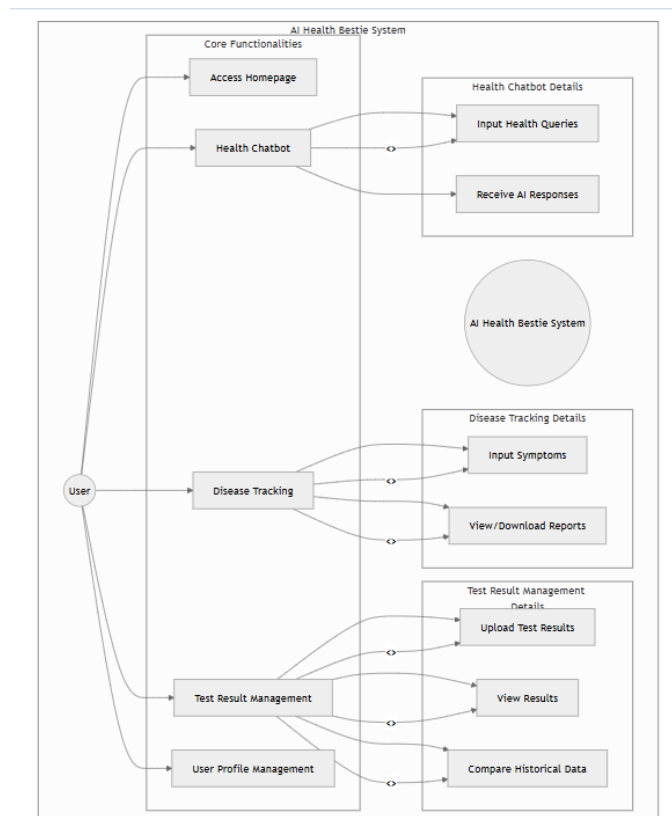 AI Health Bestie System
Core Functionalities
Access Homepage
Health Chatbot Details
Input Health Queries
Health Chatbot
<>
Receive AI Responses
AI Health Bestie System
Disease Tracking Details
Input Symptoms
<>
User
Disease Tracking
View/Download Reports
<>
Test Result Management
Details
Upload Test Results
<>
Test Result Management
View Results
<>
User Profile Management
Compare Historical Data
<>